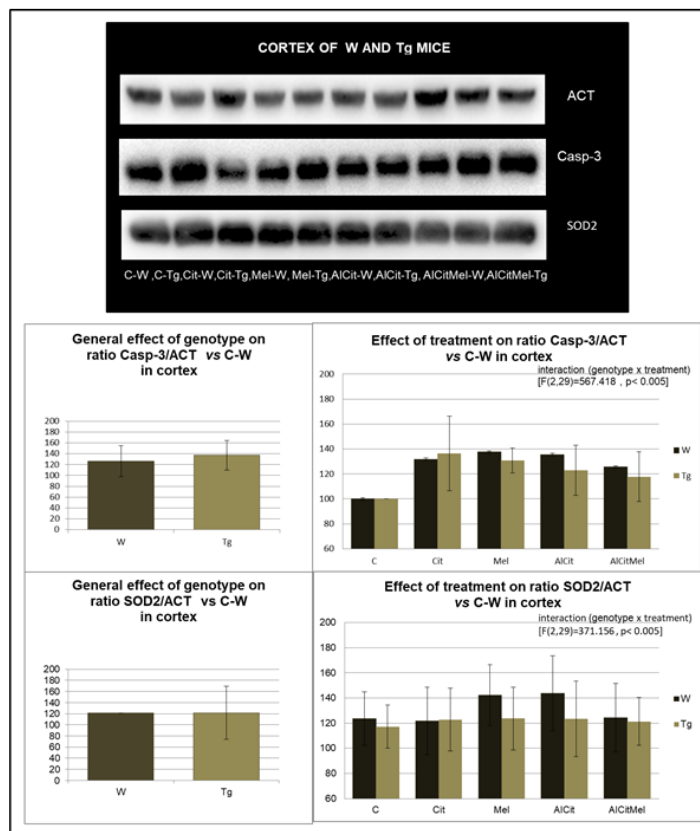 CORTEX OF W AND Tg MICE
ACT
Casp-3
SOD2
C-W ,C-Tg,Cit-W,Cit-Tg,Mel-W, Mel-Tg,AlCit-W,AlCit-Tg, AlCitMel-W,AlCitMel-Tg
General effect of genotype on
ratio Casp-3/ACT vs C-W
in cortex
200
180
160
140
120
100
80
60
40
20
0
W
Tg
Effect of treatment on ratio Casp-3/ACT
vs C-W in cortex
interaction (genotype x treatment)
[F(2,29)=567.418 , p< 0.005]
200
180
160
140
120
100
80
60
W
Tg
C
Cit
Mel
AlCit
AlCitMel
General effect of genotype on
ratio SOD2/ACT vs C-W
in cortex
200
180
160
140
120
100
80
60
40
20
0
W
Tg
Effect of treatment on ratio SOD2/ACT
vs C-W in cortex
interaction (genotype x treatment)
[F(2,29)=371.156 , p< 0.005]
200
180
160
140
120
100
80
60
W
Tg
C
Cit
Mel
AlCit
AlCitMel